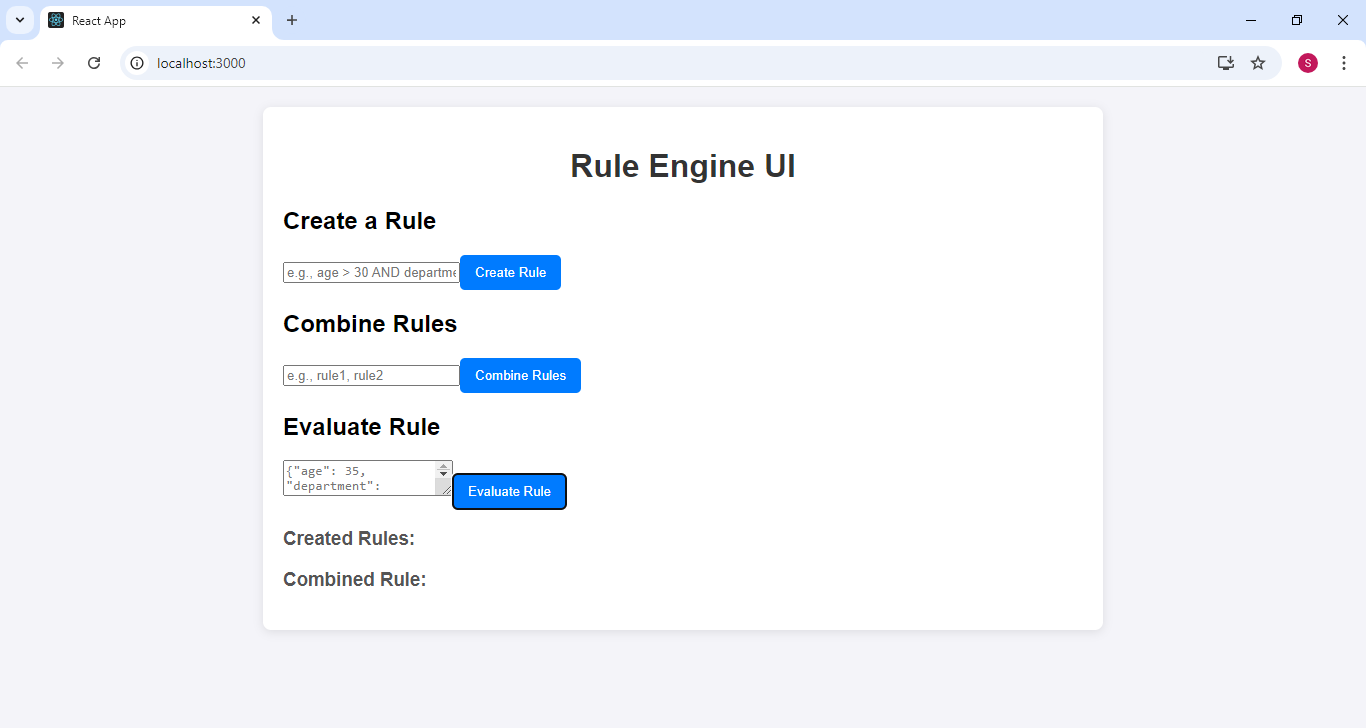 React App
localhost:3000
S
Rule Engine UI
Create a Rule
e.g., age > 30 AND departme
Create Rule
Combine Rules
e.g., rule1, rule2
Combine Rules
Evaluate Rule
{"age": 35,
"department":
Evaluate Rule
Created Rules:
Combined Rule: